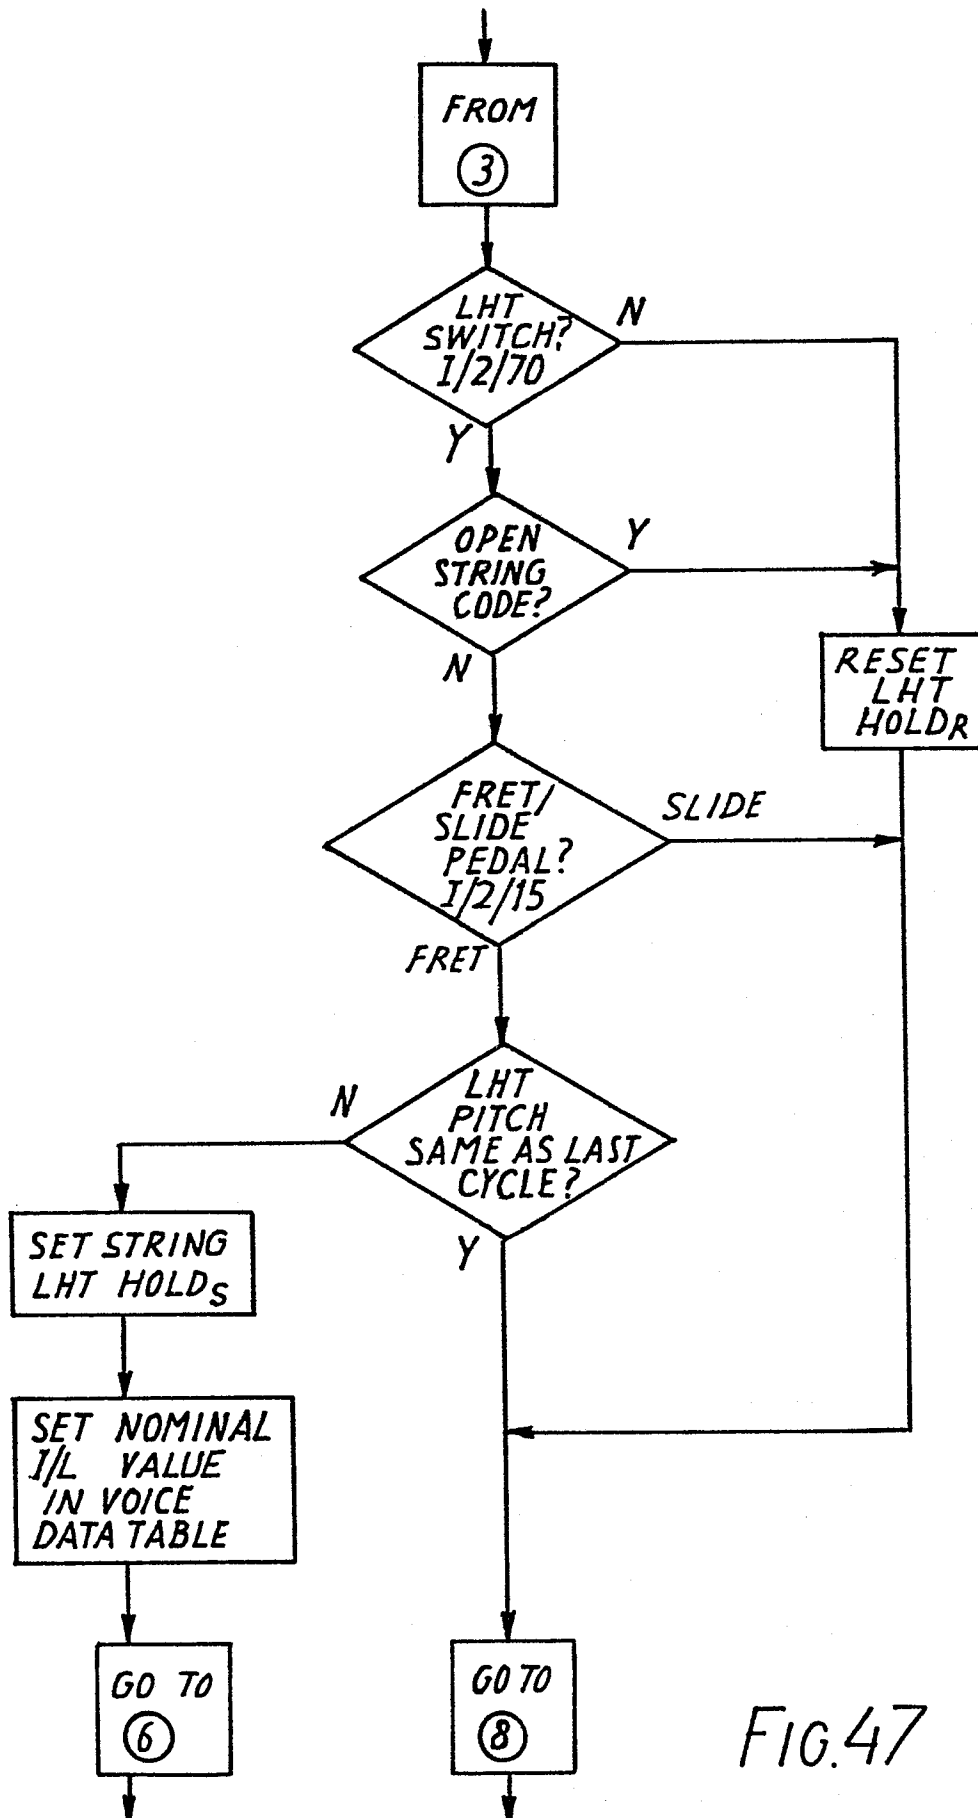 FROM
3
LHT
SWITCH?
I/2/70
N
Y
OPEN
STRING
CODE?
Y
N
RESET
LHT
HOLDR
FRET/
SLIDE
PEDAL?
I/2/15
SLIDE
FRET
LHT
PITCH
SAME AS LAST
CYCLE?
N
Y
SET STRING
LHT HOLDS
SET NOMINAL
I/L VALUE
IN VOICE
DATA TABLE
GO TO
6
GO TO
8
FIG.47